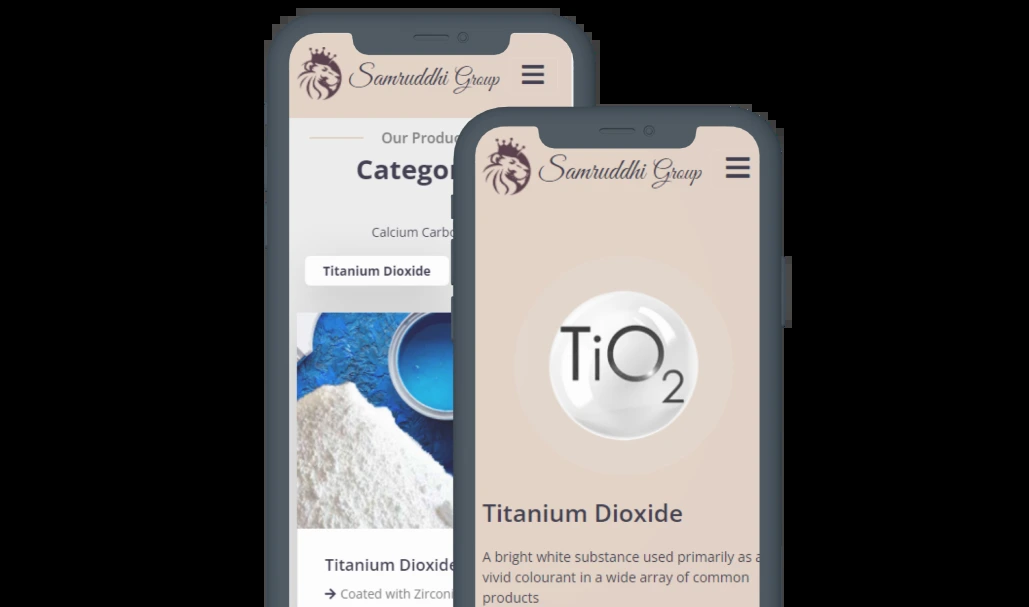 Samruddhi Group
Our Produc
Categor
Calcium Carbo
Titanium Dioxide
Titanium Dioxide
→ Coated with Zirconi
Samruddhi Group
TiO2
Titanium Dioxide
A bright white substance used primarily as a
vivid colourant in a wide array of common
products